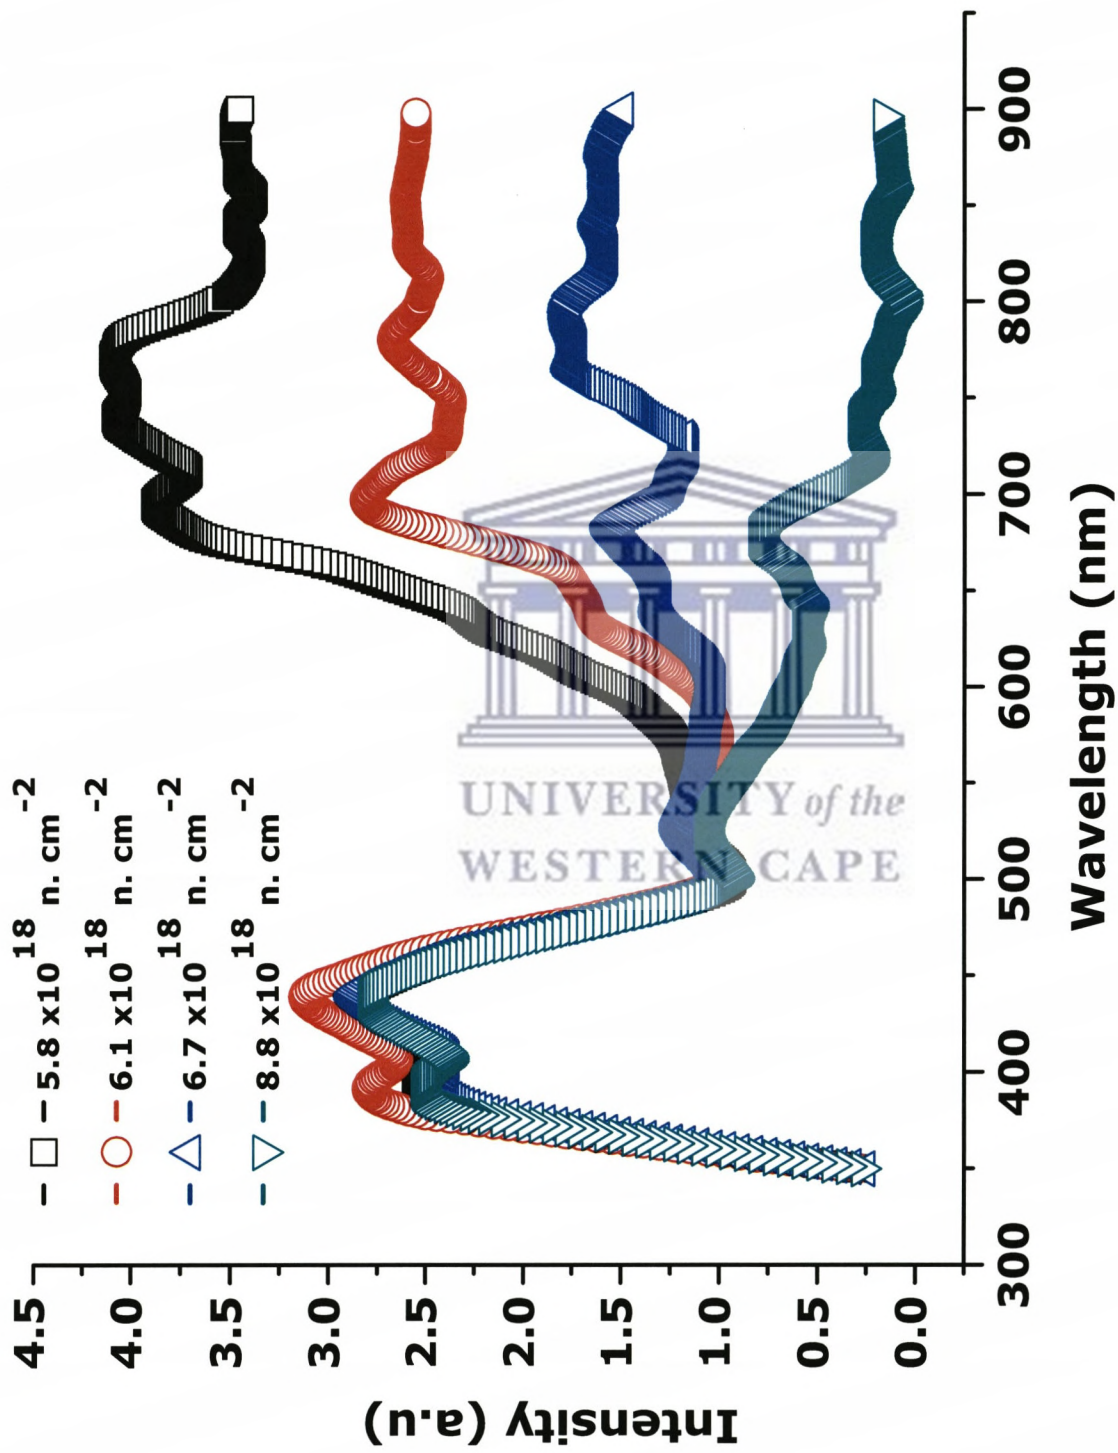 4.5
4.0
3.5
3.0
2.5
2.0
1.5
1.0
0.5
0.0
Intensity (a.u)
5.8 x10^18 n. cm^-2
6.1 x10^18 n. cm^-2
6.7 x10^18 n. cm^-2
8.8 x10^18 n. cm^-2
UNIVERSITY of the
WESTERN CAPE
300 400 500 600 700 800 900
Wavelength (nm)